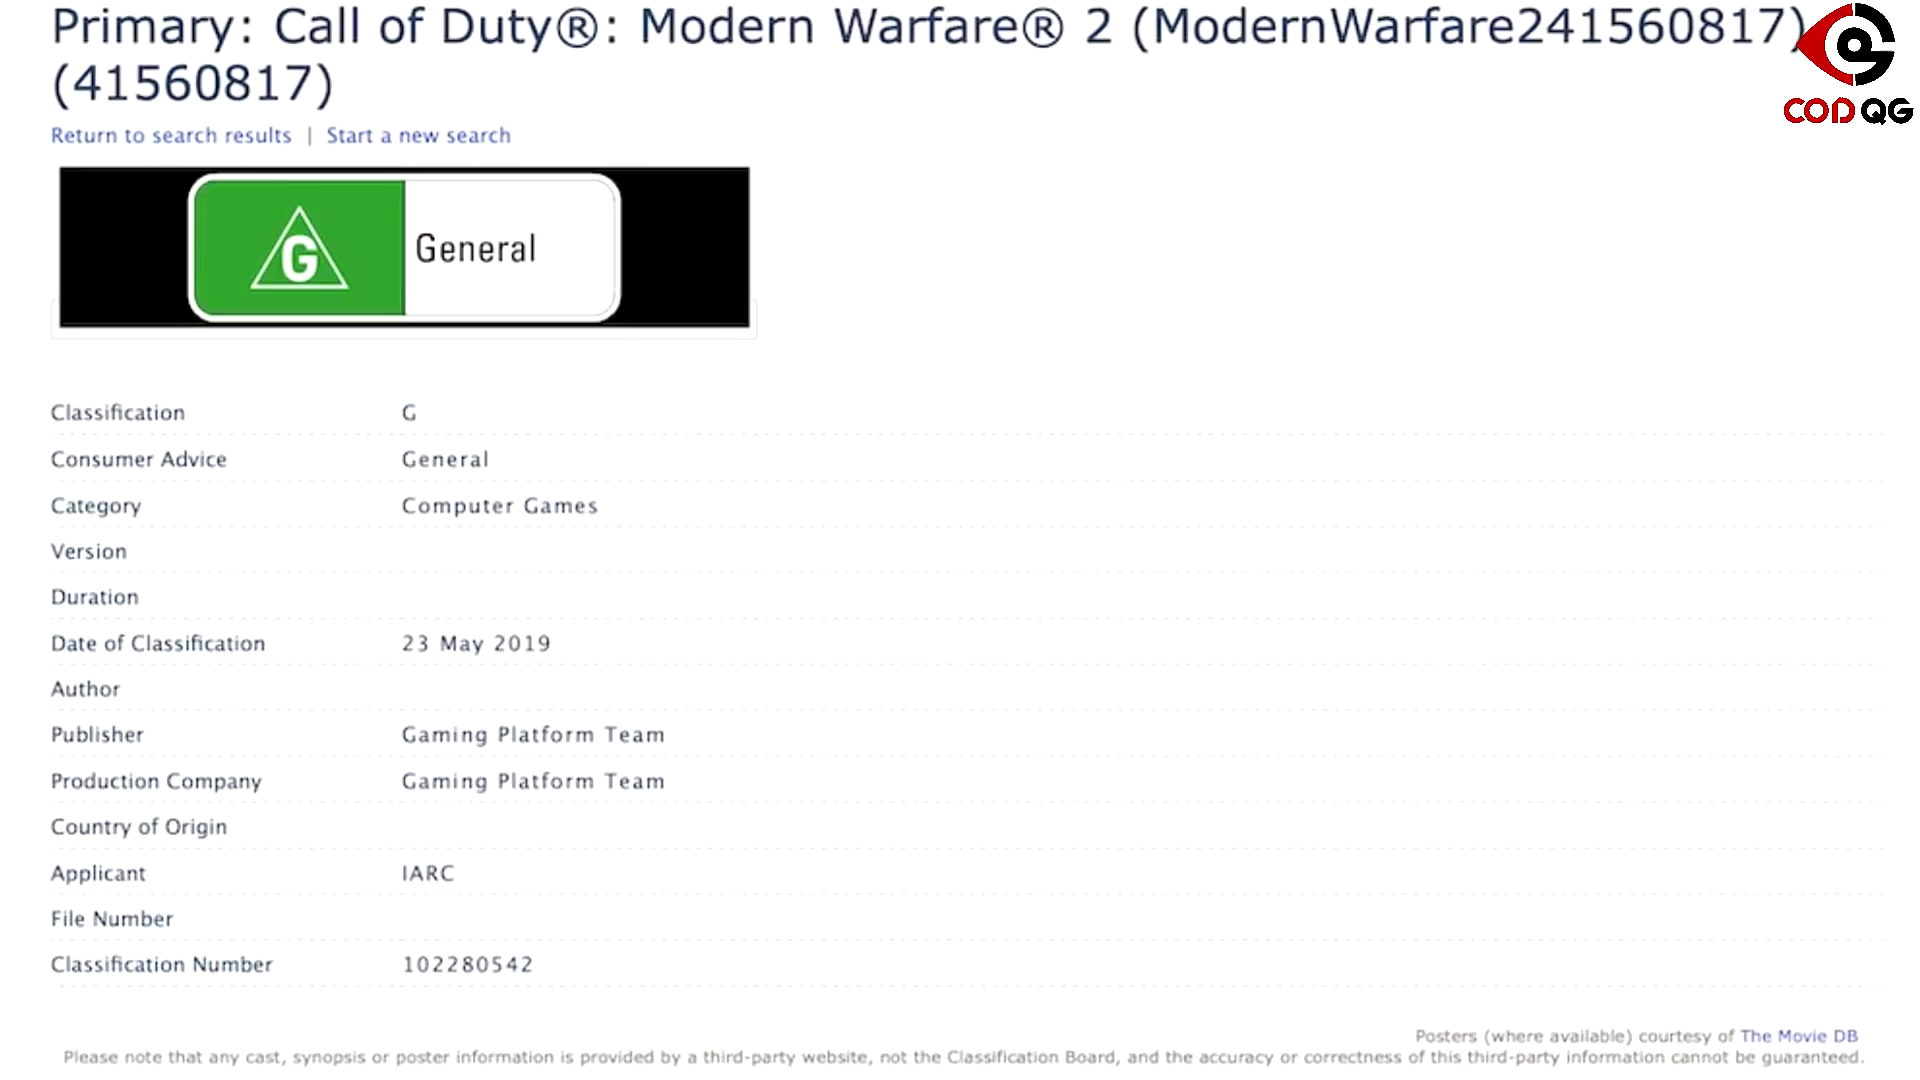 Primary: Call of Duty®: Modern Warfare® 2 (ModernWarfare241560817)
(41560817)
COD QG
Return to search results | Start a new search
G General
Classification G
Consumer Advice General
Category Computer Games
Version
Duration
Date of Classification 23 May 2019
Author
Publisher Gaming Platform Team
Production Company Gaming Platform Team
Country of Origin
Applicant IARC
File Number
Classification Number 102280542
Posters (where available) courtesy of The Movie DB
Please note that any cast, synopsis or poster information is provided by a third-party website, not the Classification Board, and the accuracy or correctness of this third-party information cannot be guaranteed.